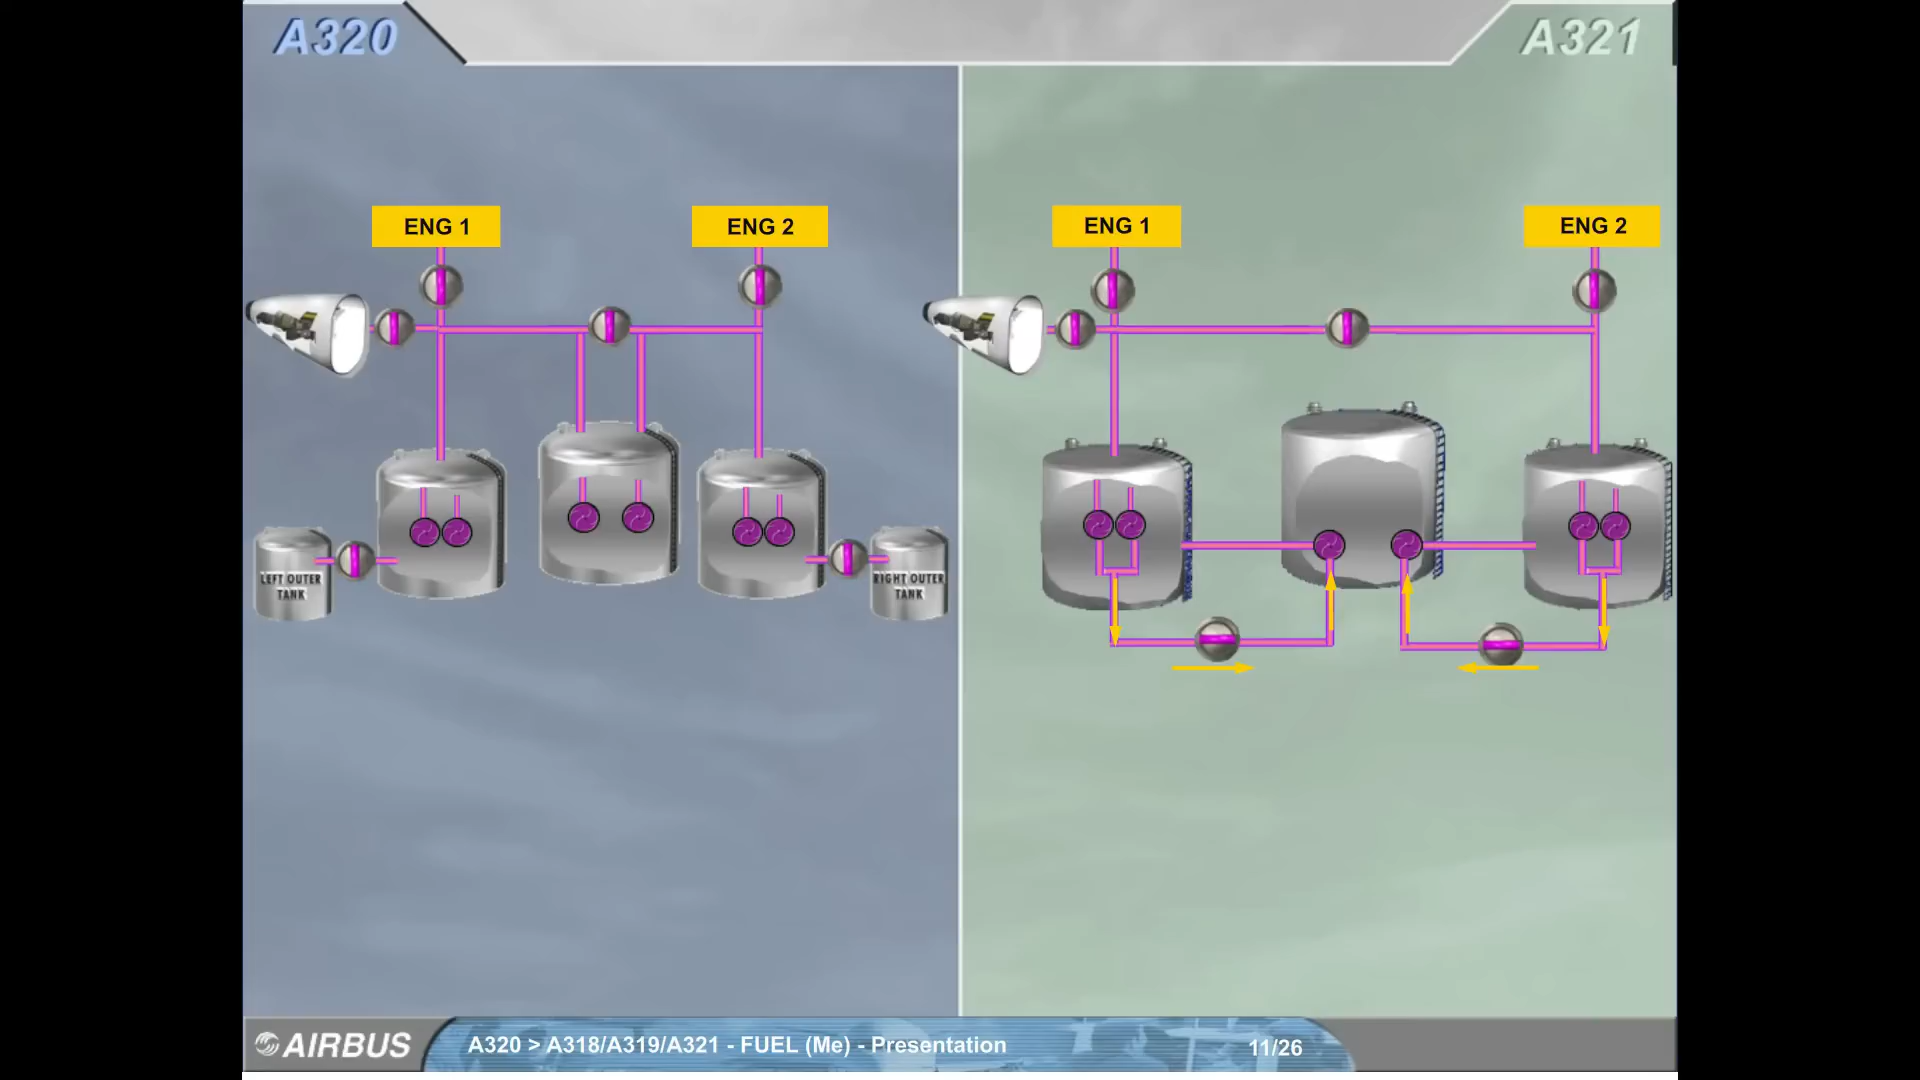 A320
A321
ENG 1
ENG 2
ENG 1
ENG 2
LEFT OUTER
TANK
RIGHT OUTER
TANK
AIRBUS
A320 > A318/A319/A321 - FUEL (Me) - Presentation
11/26